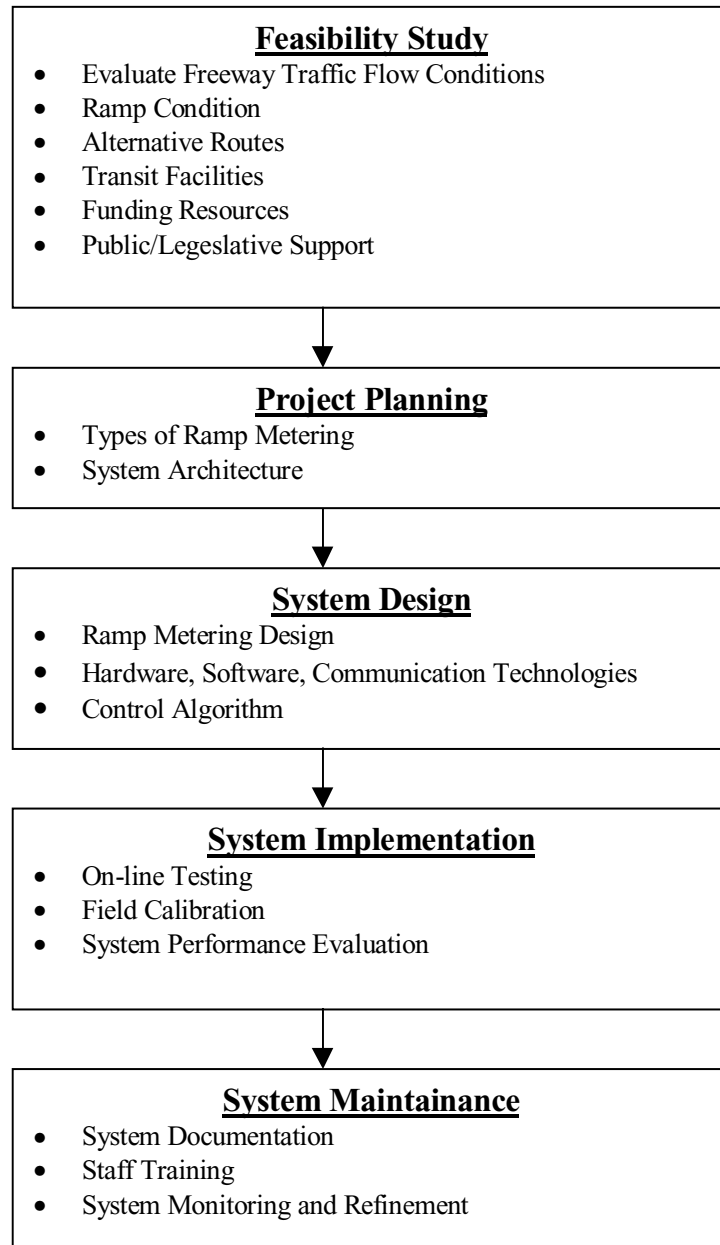 Feasibility Study
• Evaluate Freeway Traffic Flow Conditions
• Ramp Condition
• Alternative Routes
• Transit Facilities
• Funding Resources
• Public/Legeslative Support
Project Planning
• Types of Ramp Metering
• System Architecture
System Design
• Ramp Metering Design
• Hardware, Software, Communication Technologies
• Control Algorithm
System Implementation
• On-line Testing
• Field Calibration
• System Performance Evaluation
System Maintainance
• System Documentation
• Staff Training
• System Monitoring and Refinement